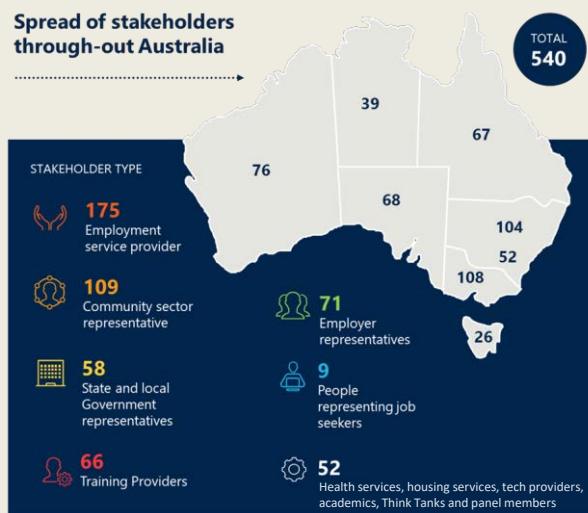 Spread of stakeholders
through-out Australia
TOTAL
540
39
67
76
68
104
52
108
26
STAKEHOLDER TYPE
175
Employment
service provider
109
Community sector
representative
58
State and local
Government
representatives
66
Training Providers
71
Employer
representatives
9
People
representing job
seekers
52
Health services, housing services, tech providers,
academics, Think Tanks and panel members